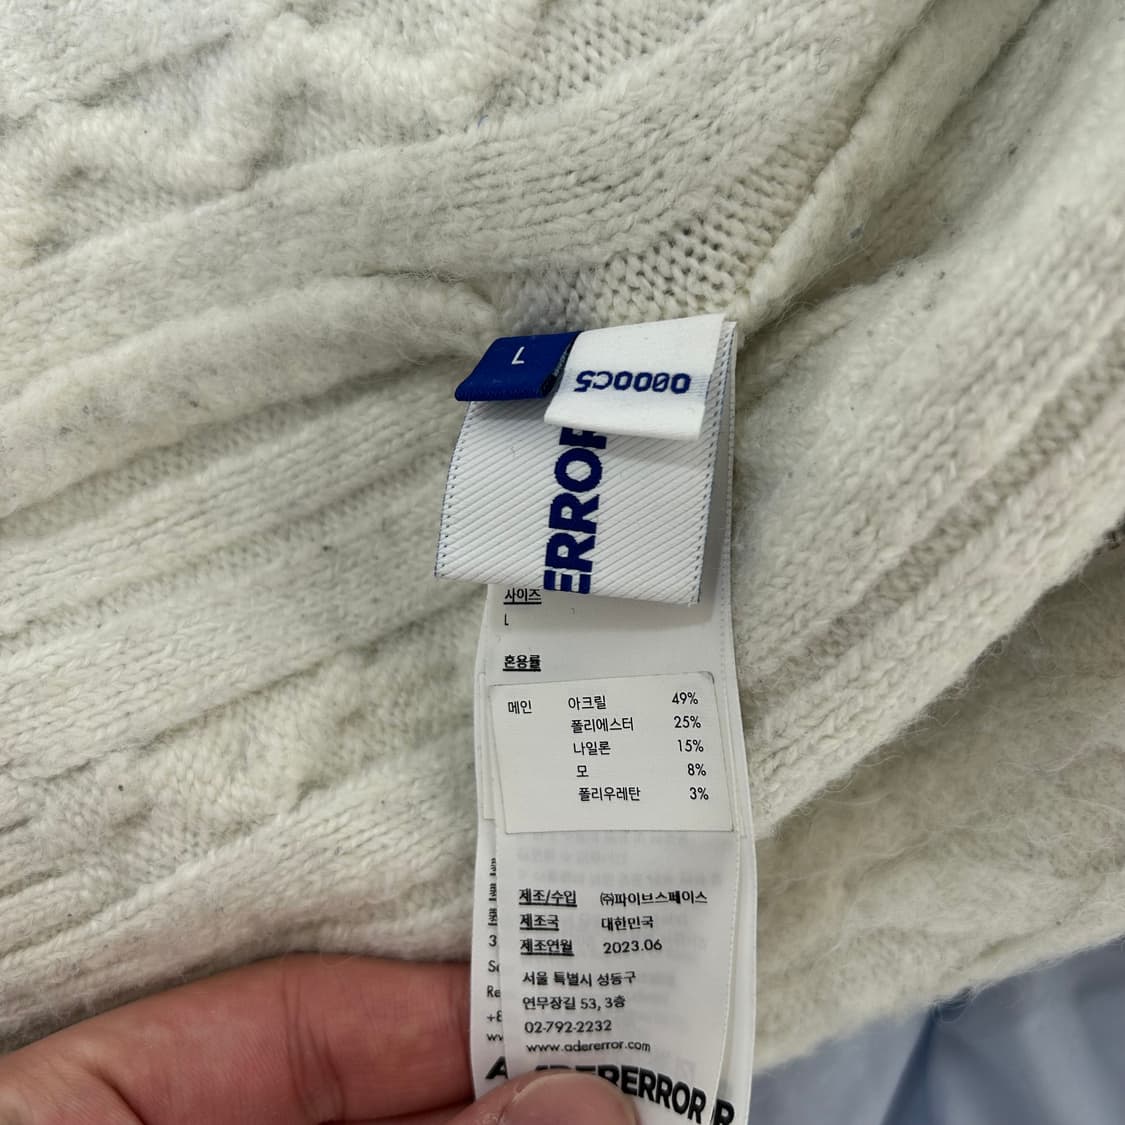 L
0000C5
ERROR
사이즈
L
혼용률
메인 아크릴 49%
폴리에스터 25%
나일론 15%
모 8%
폴리우레탄 3%
제조/수입 ㈜파이브스페이스
제조국 대한민국
제조연월 2023.06
서울 특별시 성동구
연무장길 53, 3층
02-792-2232
www.adererror.com
ERERROR